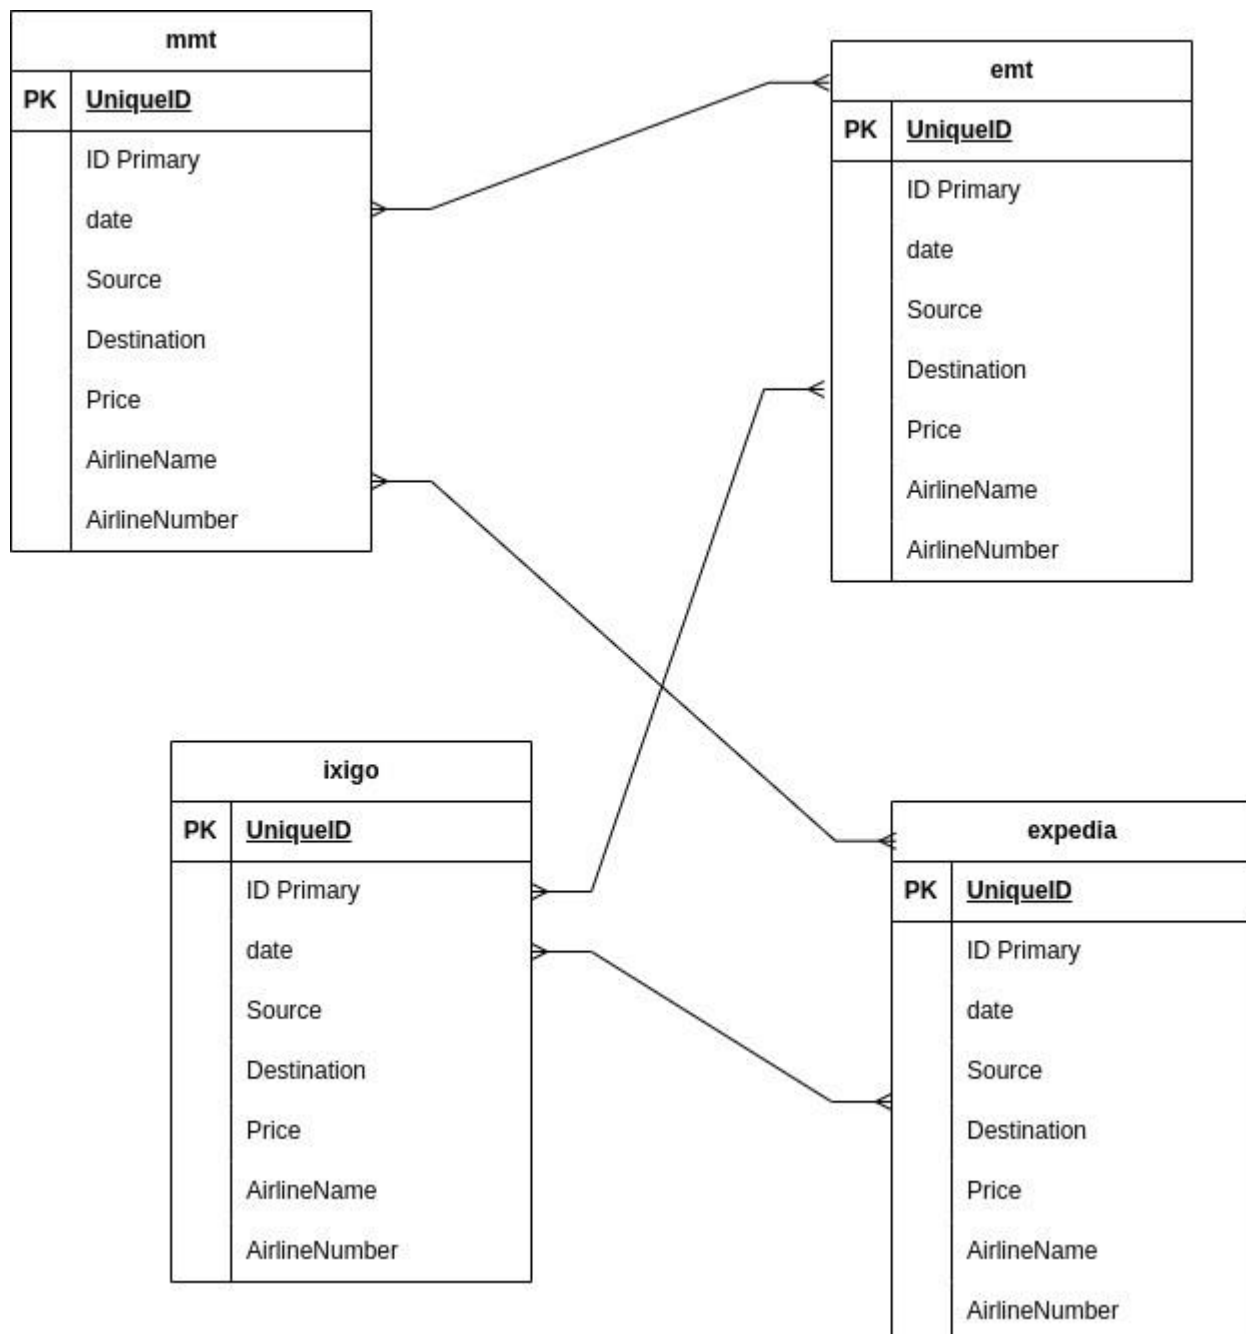 mmt
PK UniqueID
ID Primary
date
Source
Destination
Price
AirlineName
AirlineNumber
emt
PK UniqueID
ID Primary
date
Source
Destination
Price
AirlineName
AirlineNumber
ixigo
PK UniqueID
ID Primary
date
Source
Destination
Price
AirlineName
AirlineNumber
expedia
PK UniqueID
ID Primary
date
Source
Destination
Price
AirlineName
AirlineNumber